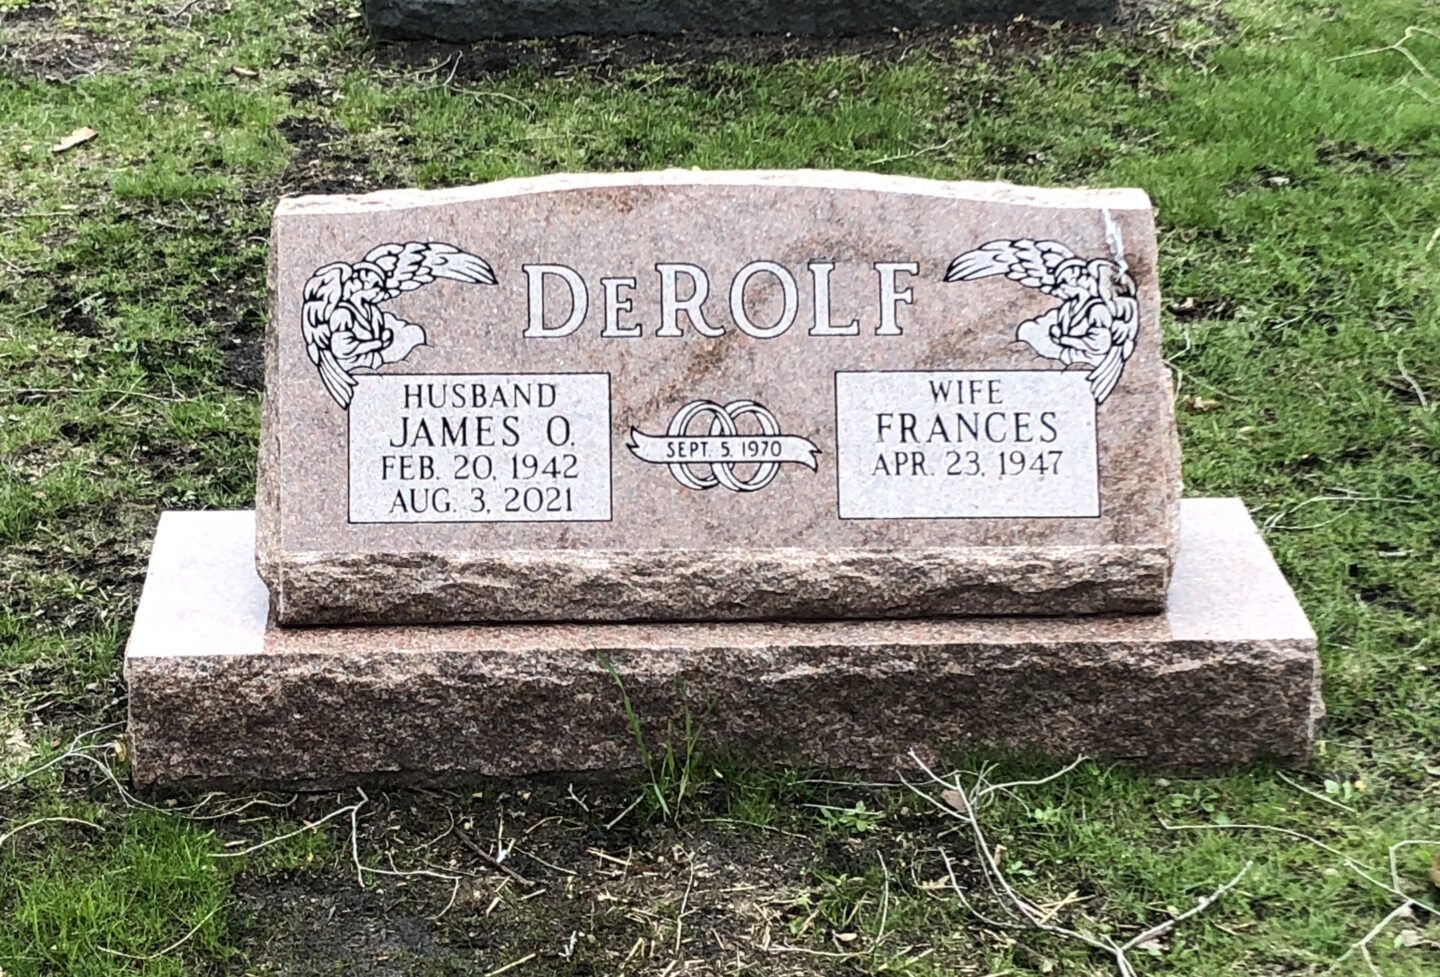 DeROLF
HUSBAND
JAMES O.
FEB. 20, 1942
AUG. 3, 2021
SEPT. 5, 1970
WIFE
FRANCES
APR. 23, 1947